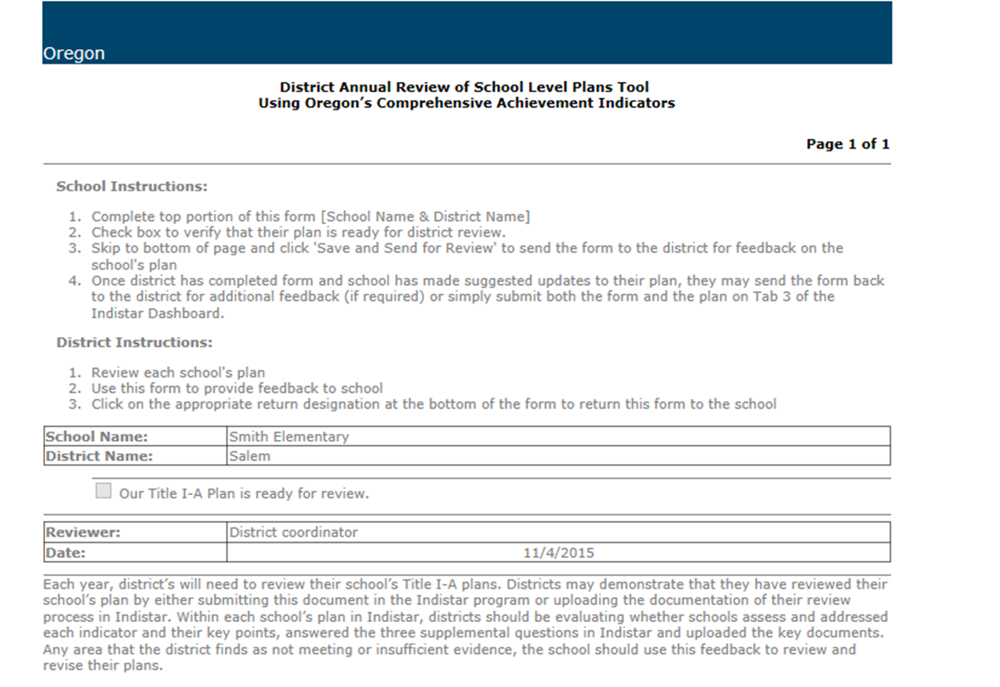 Oregon
District Annual Review of School Level Plans Tool
Using Oregon’s Comprehensive Achievement Indicators
Page 1 of 1
School Instructions:
1. Complete top portion of this form [School Name & District Name]
2. Check box to verify that their plan is ready for district review.
3. Skip to bottom of page and click 'Save and Send for Review' to send the form to the district for feedback on the
school's plan
4. Once district has completed form and school has made suggested updates to their plan, they may send the form back
to the district for additional feedback (if required) or simply submit both the form and the plan on Tab 3 of the
Indistar Dashboard.
District Instructions:
1. Review each school's plan
2. Use this form to provide feedback to school
3. Click on the appropriate return designation at the bottom of the form to return this form to the school
School Name: Smith Elementary
District Name: Salem
Our Title I-A Plan is ready for review.
Reviewer: District coordinator
Date: 11/4/2015
Each year, district’s will need to review their school’s Title I-A plans. Districts may demonstrate that they have reviewed their
school’s plan by either submitting this document in the Indistar program or uploading the documentation of their review
process in Indistar. Within each school’s plan in Indistar, districts should be evaluating whether schools assess and addressed
each indicator and their key points, answered the three supplemental questions in Indistar and uploaded the key documents.
Any area that the district finds as not meeting or insufficient evidence, the school should use this feedback to review and
revise their plans.